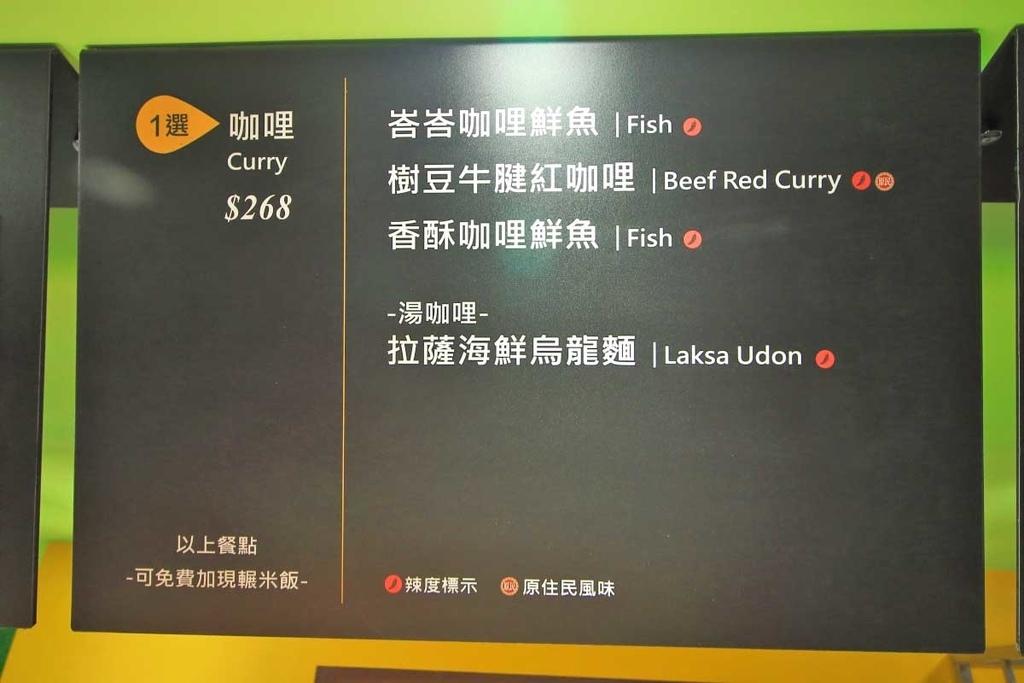 1選 咖哩
Curry
$268
峇峇咖哩鮮魚 | Fish
樹豆牛腱紅咖哩 | Beef Red Curry
香酥咖哩鮮魚 | Fish
-湯咖哩-
拉薩海鮮烏龍麵 | Laksa Udon
以上餐點
-可免費加現輾米飯-
辣度標示 原住民風味